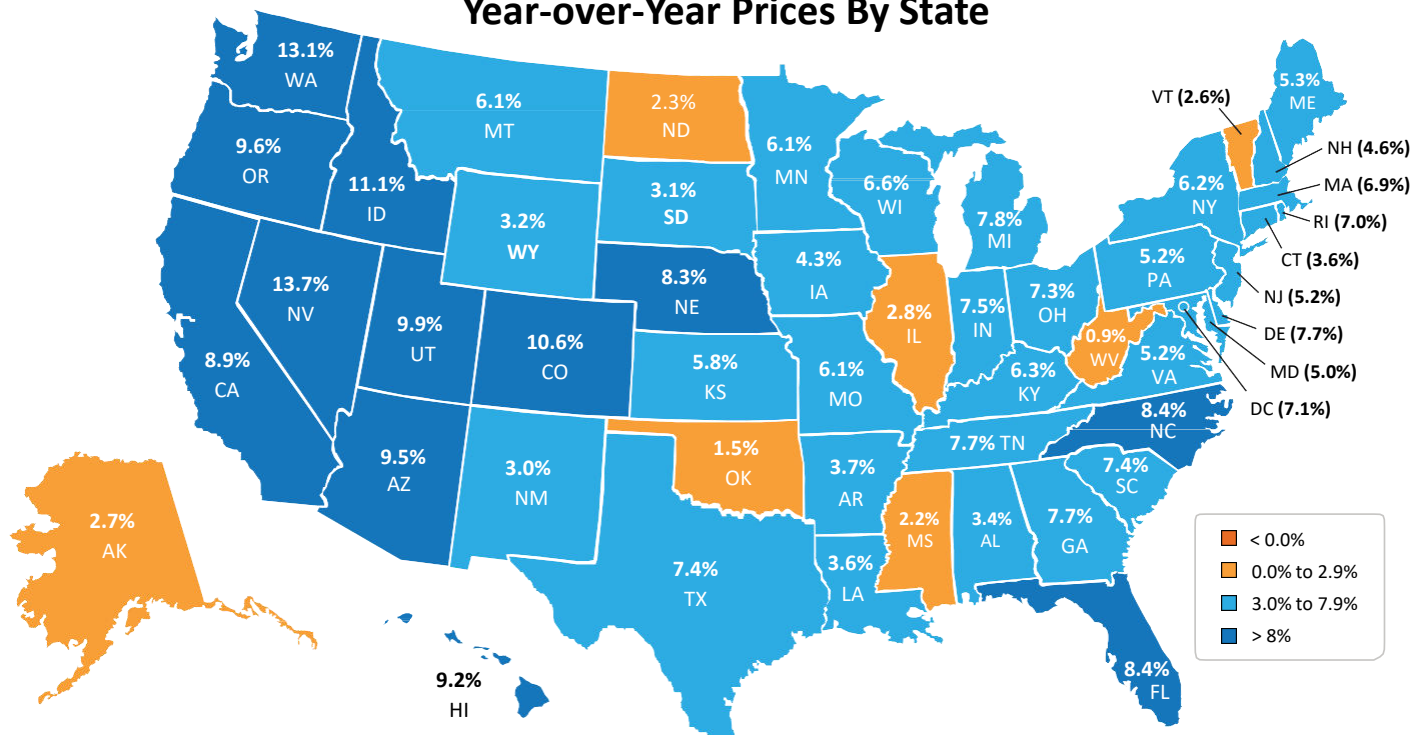 Year-over-Year Prices By State
13.1%
WA
9.6%
OR
11.1%
ID
6.1%
MT
2.3%
ND
6.1%
MN
3.1%
SD
3.2%
WY
6.6%
WI
7.8%
MI
5.3%
ME
VT (2.6%)
NH (4.6%)
MA (6.9%)
RI (7.0%)
CT (3.6%)
NJ (5.2%)
DE (7.7%)
MD (5.0%)
DC (7.1%)
6.2%
NY
5.2%
PA
8.9%
CA
13.7%
NV
9.9%
UT
10.6%
CO
8.3%
NE
4.3%
IA
2.8%
IL
7.5%
IN
7.3%
OH
0.9%
WV
5.2%
VA
5.8%
KS
6.1%
MO
6.3%
KY
8.4%
NC
7.7% TN
7.4%
SC
9.5%
AZ
3.0%
NM
1.5%
OK
3.7%
AR
2.2%
MS
3.4%
AL
7.7%
GA
7.4%
TX
3.6%
LA
8.4%
FL
2.7%
AK
9.2%
HI
< 0.0%
0.0% to 2.9%
3.0% to 7.9%
> 8%